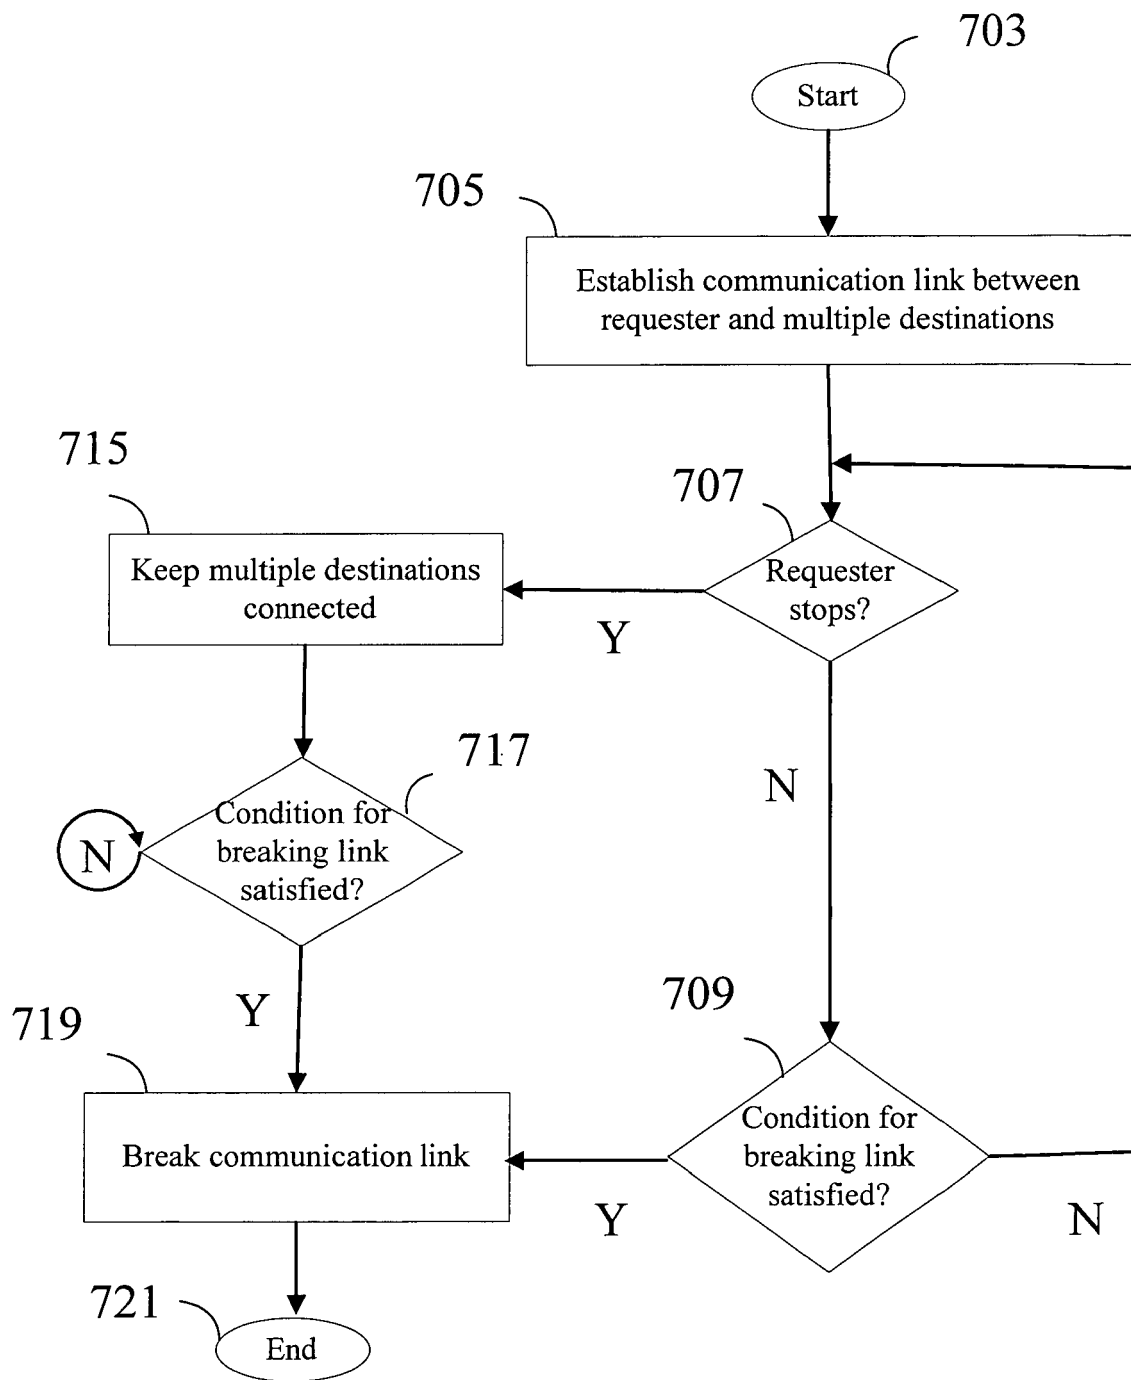 703
Start
705
Establish communication link between
requester and multiple destinations
715
707
Keep multiple destinations
connected
Requester
stops?
Y
717
N
Condition for
breaking link
satisfied?
N
Y
709
719
Break communication link
Condition for
breaking link
satisfied?
Y
N
721
End